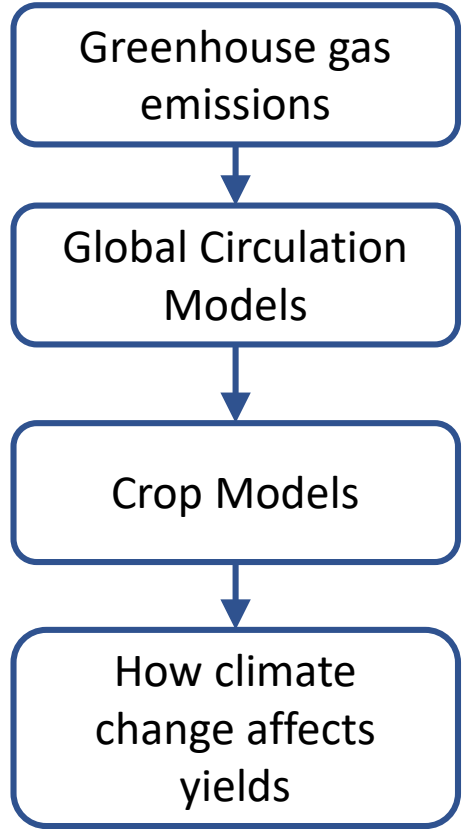 Greenhouse gas
emissions
Global Circulation
Models
Crop Models
How climate
change affects
yields